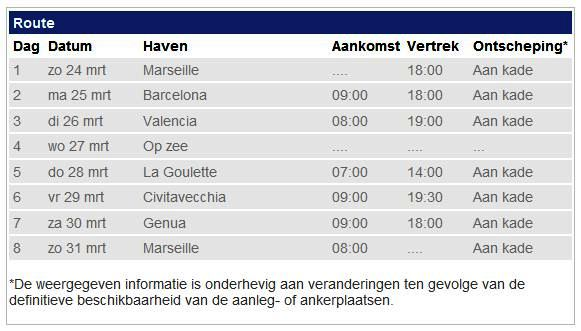 Route
Dag Datum Haven Aankomst Vertrek Ontscheping*
1 zo 24 mrt Marseille .... 18:00 Aan kade
2 ma 25 mrt Barcelona 09:00 18:00 Aan kade
3 di 26 mrt Valencia 08:00 19:00 Aan kade
4 wo 27 mrt Op zee .... .... ...
5 do 28 mrt La Goulette 07:00 14:00 Aan kade
6 vr 29 mrt Civitavecchia 09:00 19:30 Aan kade
7 za 30 mrt Genua 09:00 18:00 Aan kade
8 zo 31 mrt Marseille 08:00 .... Aan kade
*De weergegeven informatie is onderhevig aan veranderingen ten gevolge van de
definitieve beschikbaarheid van de aanleg- of ankerplaatsen.